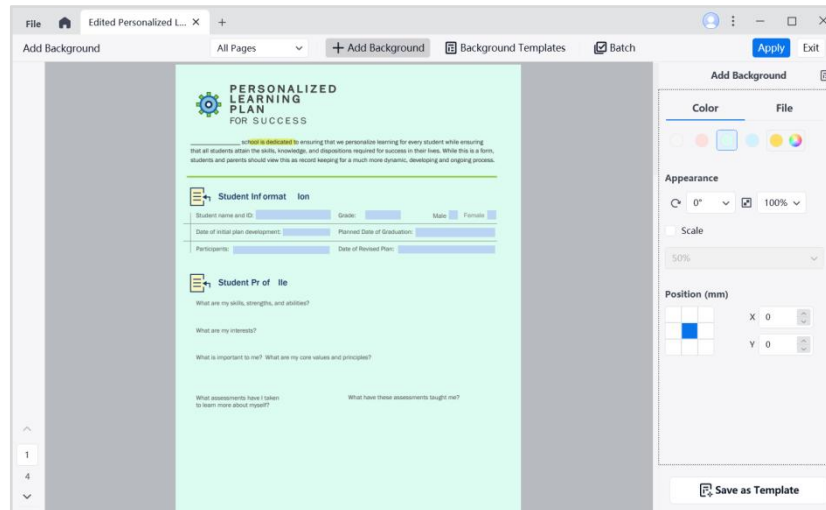 File
Edited Personalized L...
Add Background
All Pages
Add Background
Background Templates
Batch
Apply
Exit
PERSONALIZED
LEARNING
PLAN
FOR SUCCESS
school is dedicated to ensuring that we personalize learning for every student while ensuring
that all students attain the skills, knowledge, and dispositions required for success in their lives. While this is a form,
students and parents should view this as record keeping for a much more dynamic, developing and ongoing process.
Student Inf ormat ion
Student name and ID:
Grade:
Male
Female
Date of initial plan development:
Planned Date of Graduation:
Participants:
Date of Revised Plan:
Student Pr of ile
What are my skills, strengths, and abilities?
What are my interests?
What is important to me? What are my core values and principles?
What assessments have I taken
to learn more about myself?
What have these assessments taught me?
1
4
Add Background
Color
File
Appearance
0°
100%
Scale
50%
Position (mm)
X 0
Y 0
Save as Template